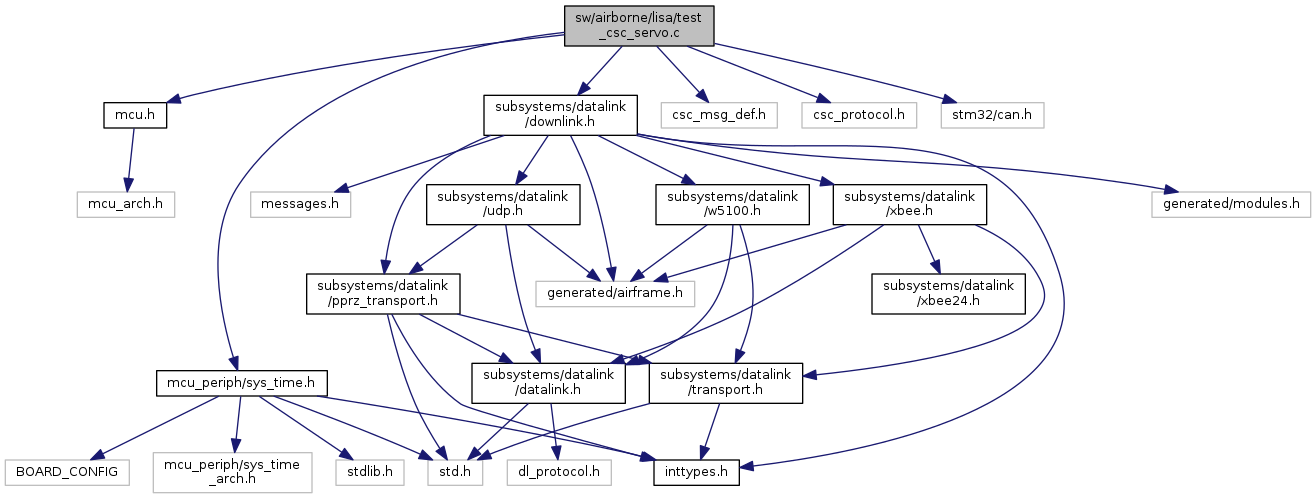 sw/airborne/lisa/test
_csc_servo.c
mcu.h
subsystems/datalink
/downlink.h
csc_msg_def.h
csc_protocol.h
stm32/can.h
mcu_arch.h
messages.h
subsystems/datalink
/udp.h
subsystems/datalink
/w5100.h
subsystems/datalink
/xbee.h
generated/modules.h
subsystems/datalink
/pprz_transport.h
generated/airframe.h
subsystems/datalink
/xbee24.h
mcu_periph/sys_time.h
subsystems/datalink
/datalink.h
subsystems/datalink
/transport.h
BOARD_CONFIG
mcu_periph/sys_time
_arch.h
stdlib.h
std.h
dl_protocol.h
inttypes.h